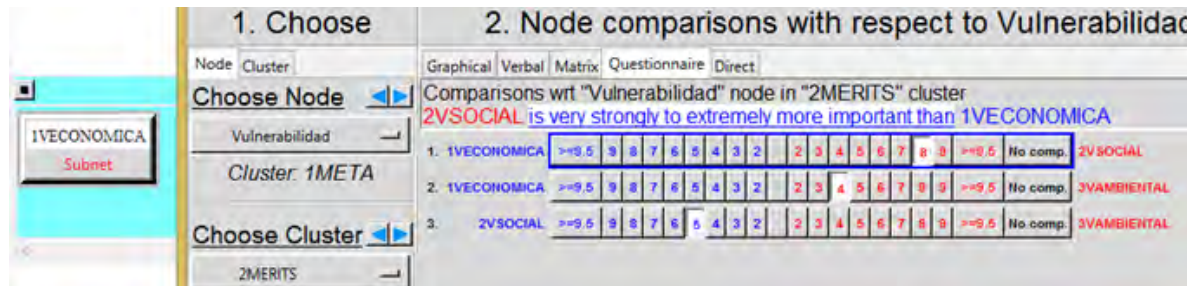 1. Choose
2. Node comparisons with respect to Vulnerabilidad
Node Cluster
Graphical Verbal Matrix Questionnaire Direct
Choose Node
Comparisons wrt "Vulnerabilidad" node in "2MERITS" cluster
2VSOCIAL is very strongly to extremely more important than 1VECONOMICA
1VECONOMICA
Subnet
Vulnerabilidad
Cluster: 1META
Choose Cluster
2MERITS
1. 1VECONOMICA >=9.5 9 8 7 6 5 4 3 2 2 3 4 5 6 7 8 9 >=9.5 No comp. 2VSOCIAL
2. 1VECONOMICA >=9.5 9 8 7 6 5 4 3 2 2 3 4 5 6 7 8 9 >=9.5 No comp. 3VAMBIENTAL
3. 2VSOCIAL >=9.5 9 8 7 6 5 4 3 2 2 3 4 5 6 7 8 9 >=9.5 No comp. 3VAMBIENTAL